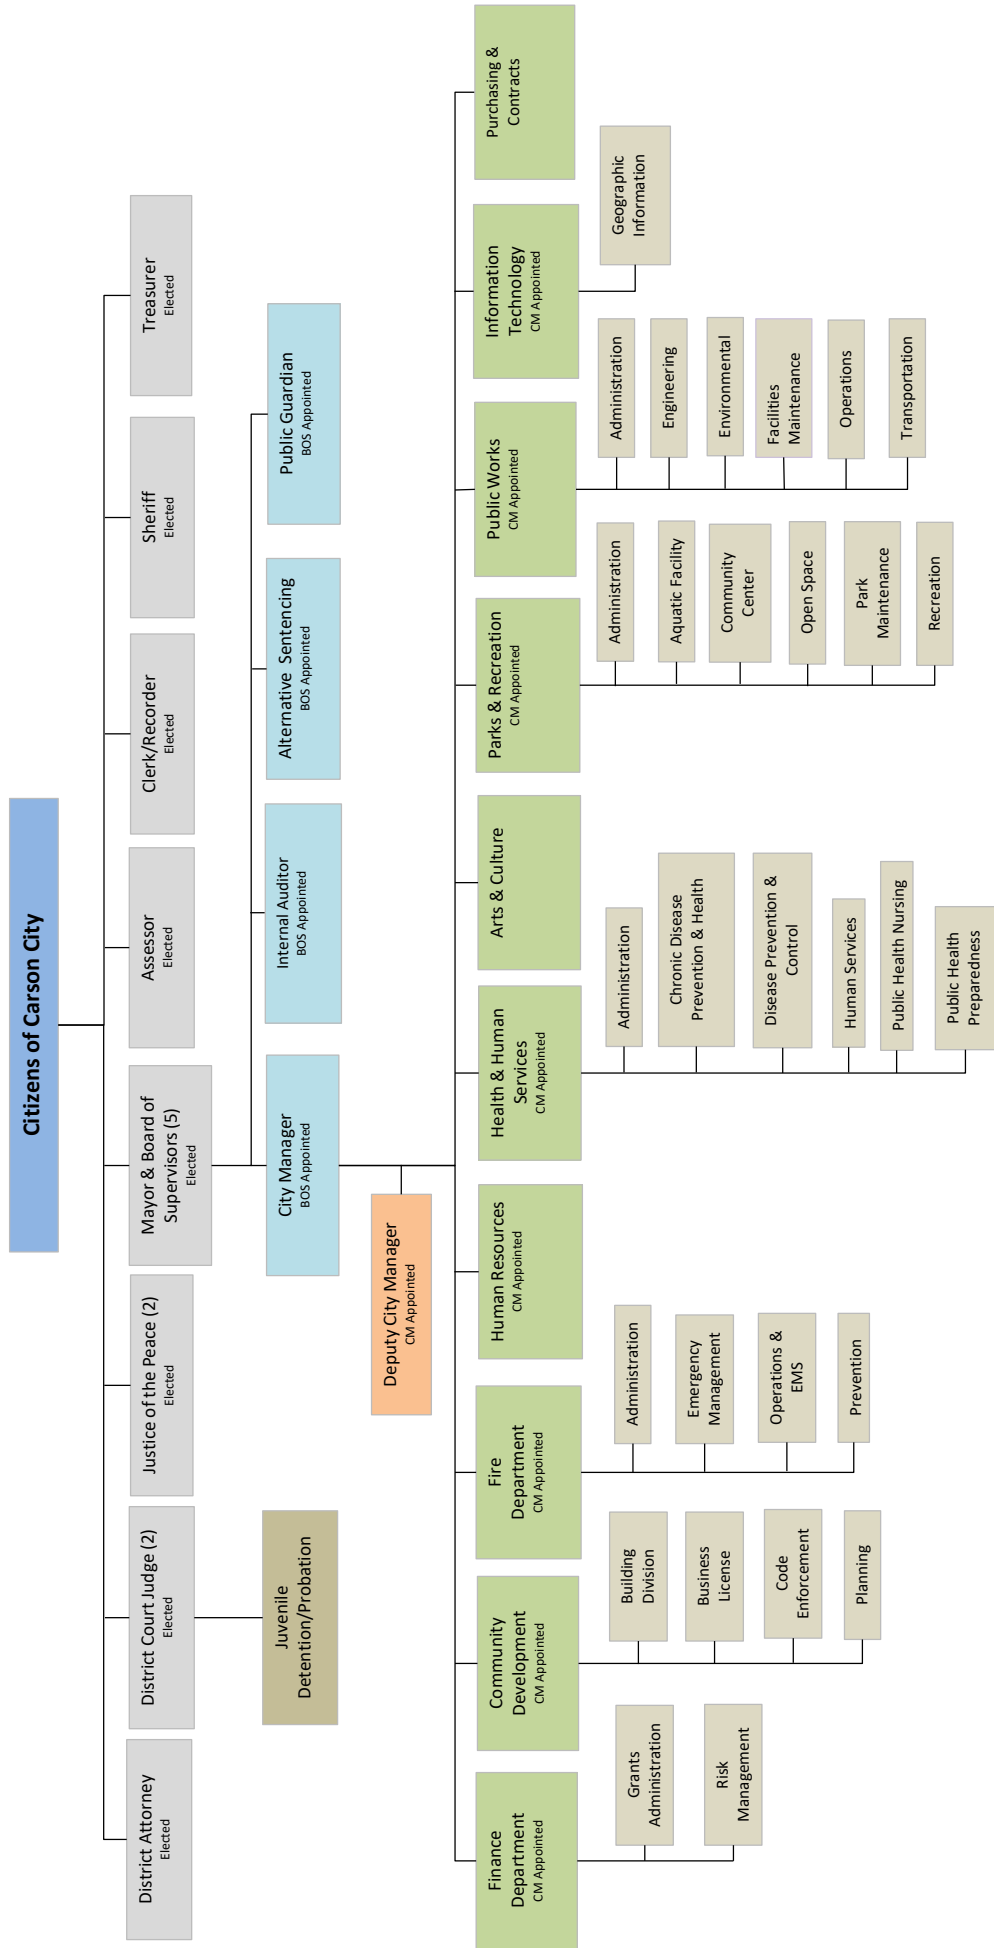 Citizens of Carson City
District Attorney
Elected
District Court Judge (2)
Elected
Justice of the Peace (2)
Elected
Mayor & Board of
Supervisors (5)
Elected
Assessor
Elected
Clerk/Recorder
Elected
Sheriff
Elected
Treasurer
Elected
Juvenile
Detention/Probation
City Manager
BOS Appointed
Internal Auditor
BOS Appointed
Alternative Sentencing
BOS Appointed
Public Guardian
BOS Appointed
Deputy City Manager
CM Appointed
Finance
Department
CM Appointed
Grants
Administration
Risk
Management
Community
Development
CM Appointed
Building
Division
Business
License
Code
Enforcement
Planning
Fire
Department
CM Appointed
Administration
Emergency
Management
Operations &
EMS
Prevention
Human Resources
CM Appointed
Health & Human
Services
CM Appointed
Administration
Chronic Disease
Prevention & Health
Disease Prevention &
Control
Human Services
Public Health Nursing
Public Health
Preparedness
Arts & Culture
Parks & Recreation
CM Appointed
Administration
Aquatic Facility
Community
Center
Open Space
Park
Maintenance
Recreation
Public Works
CM Appointed
Administration
Engineering
Environmental
Facilities
Maintenance
Operations
Transportation
Information
Technology
CM Appointed
Geographic
Information
Purchasing &
Contracts